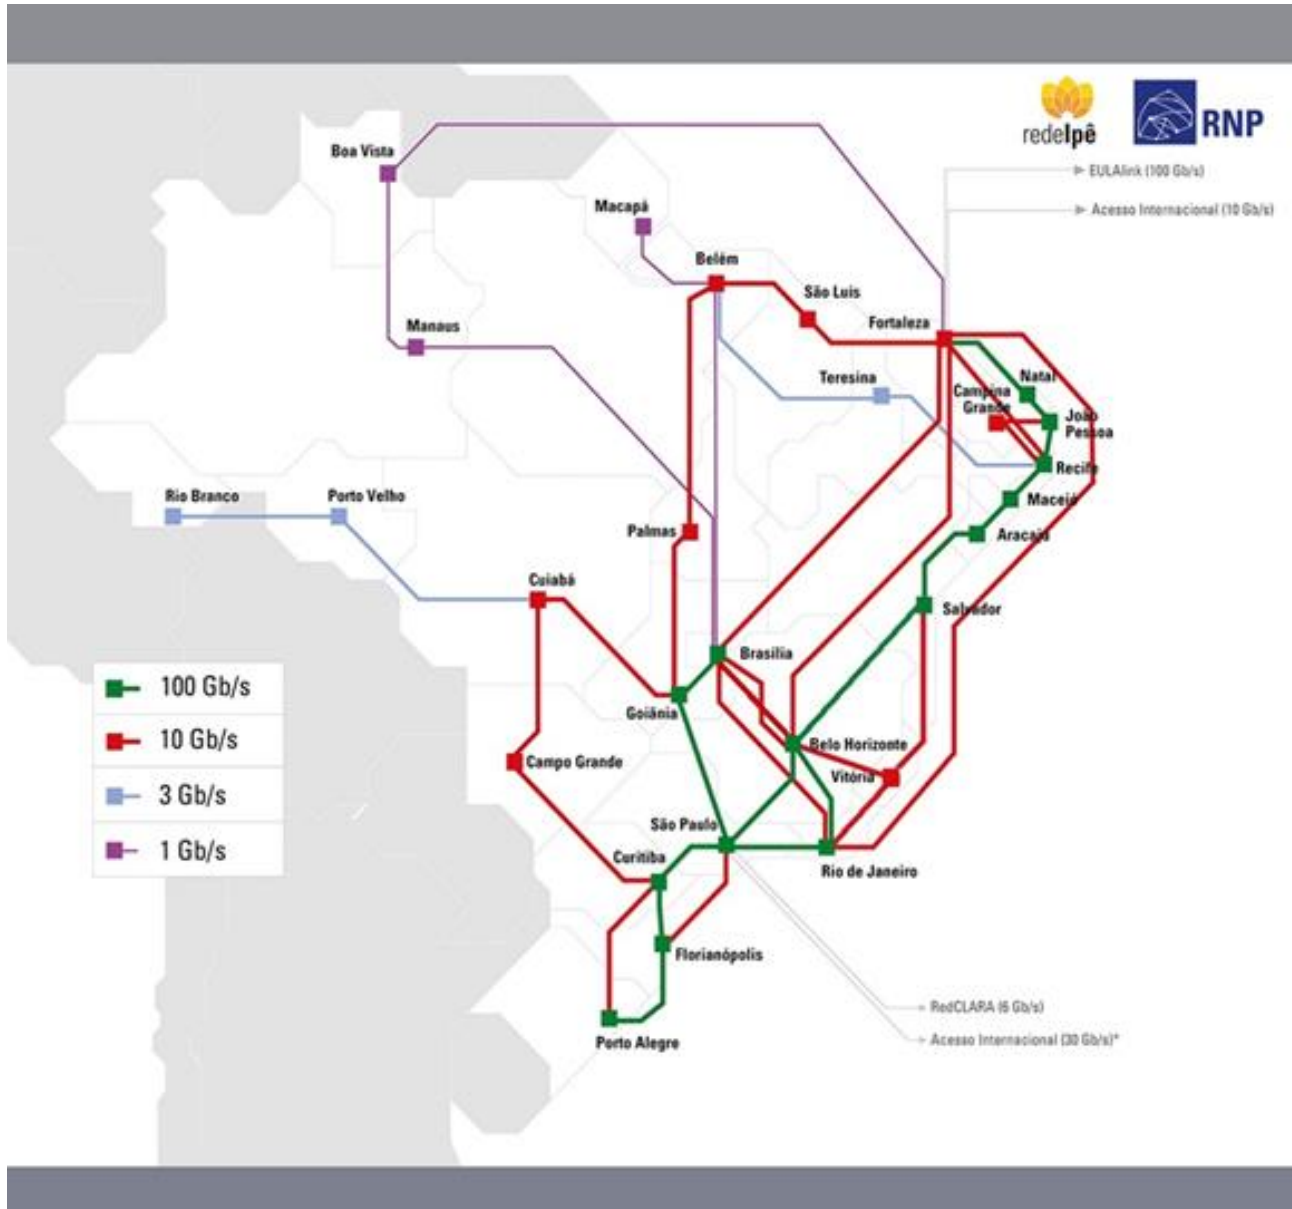 redeIpê
RNP
EULAlink (100 Gb/s)
Acesso Internacional (10 Gb/s)
Boa Vista
Macapá
Belém
São Luis
Fortaleza
Manaus
Teresina
Natal
Campina
Grande
João
Pessoa
Recife
Maceió
Aracaju
Rio Branco
Porto Velho
Palmas
Cuiabá
Salvador
Brasília
Goiânia
Belo Horizonte
Campo Grande
Vitória
São Paulo
Curitiba
Rio de Janeiro
Florianópolis
Porto Alegre
100 Gb/s
10 Gb/s
3 Gb/s
1 Gb/s
RedCLARA (6 Gb/s)
Acesso Internacional (30 Gb/s)*